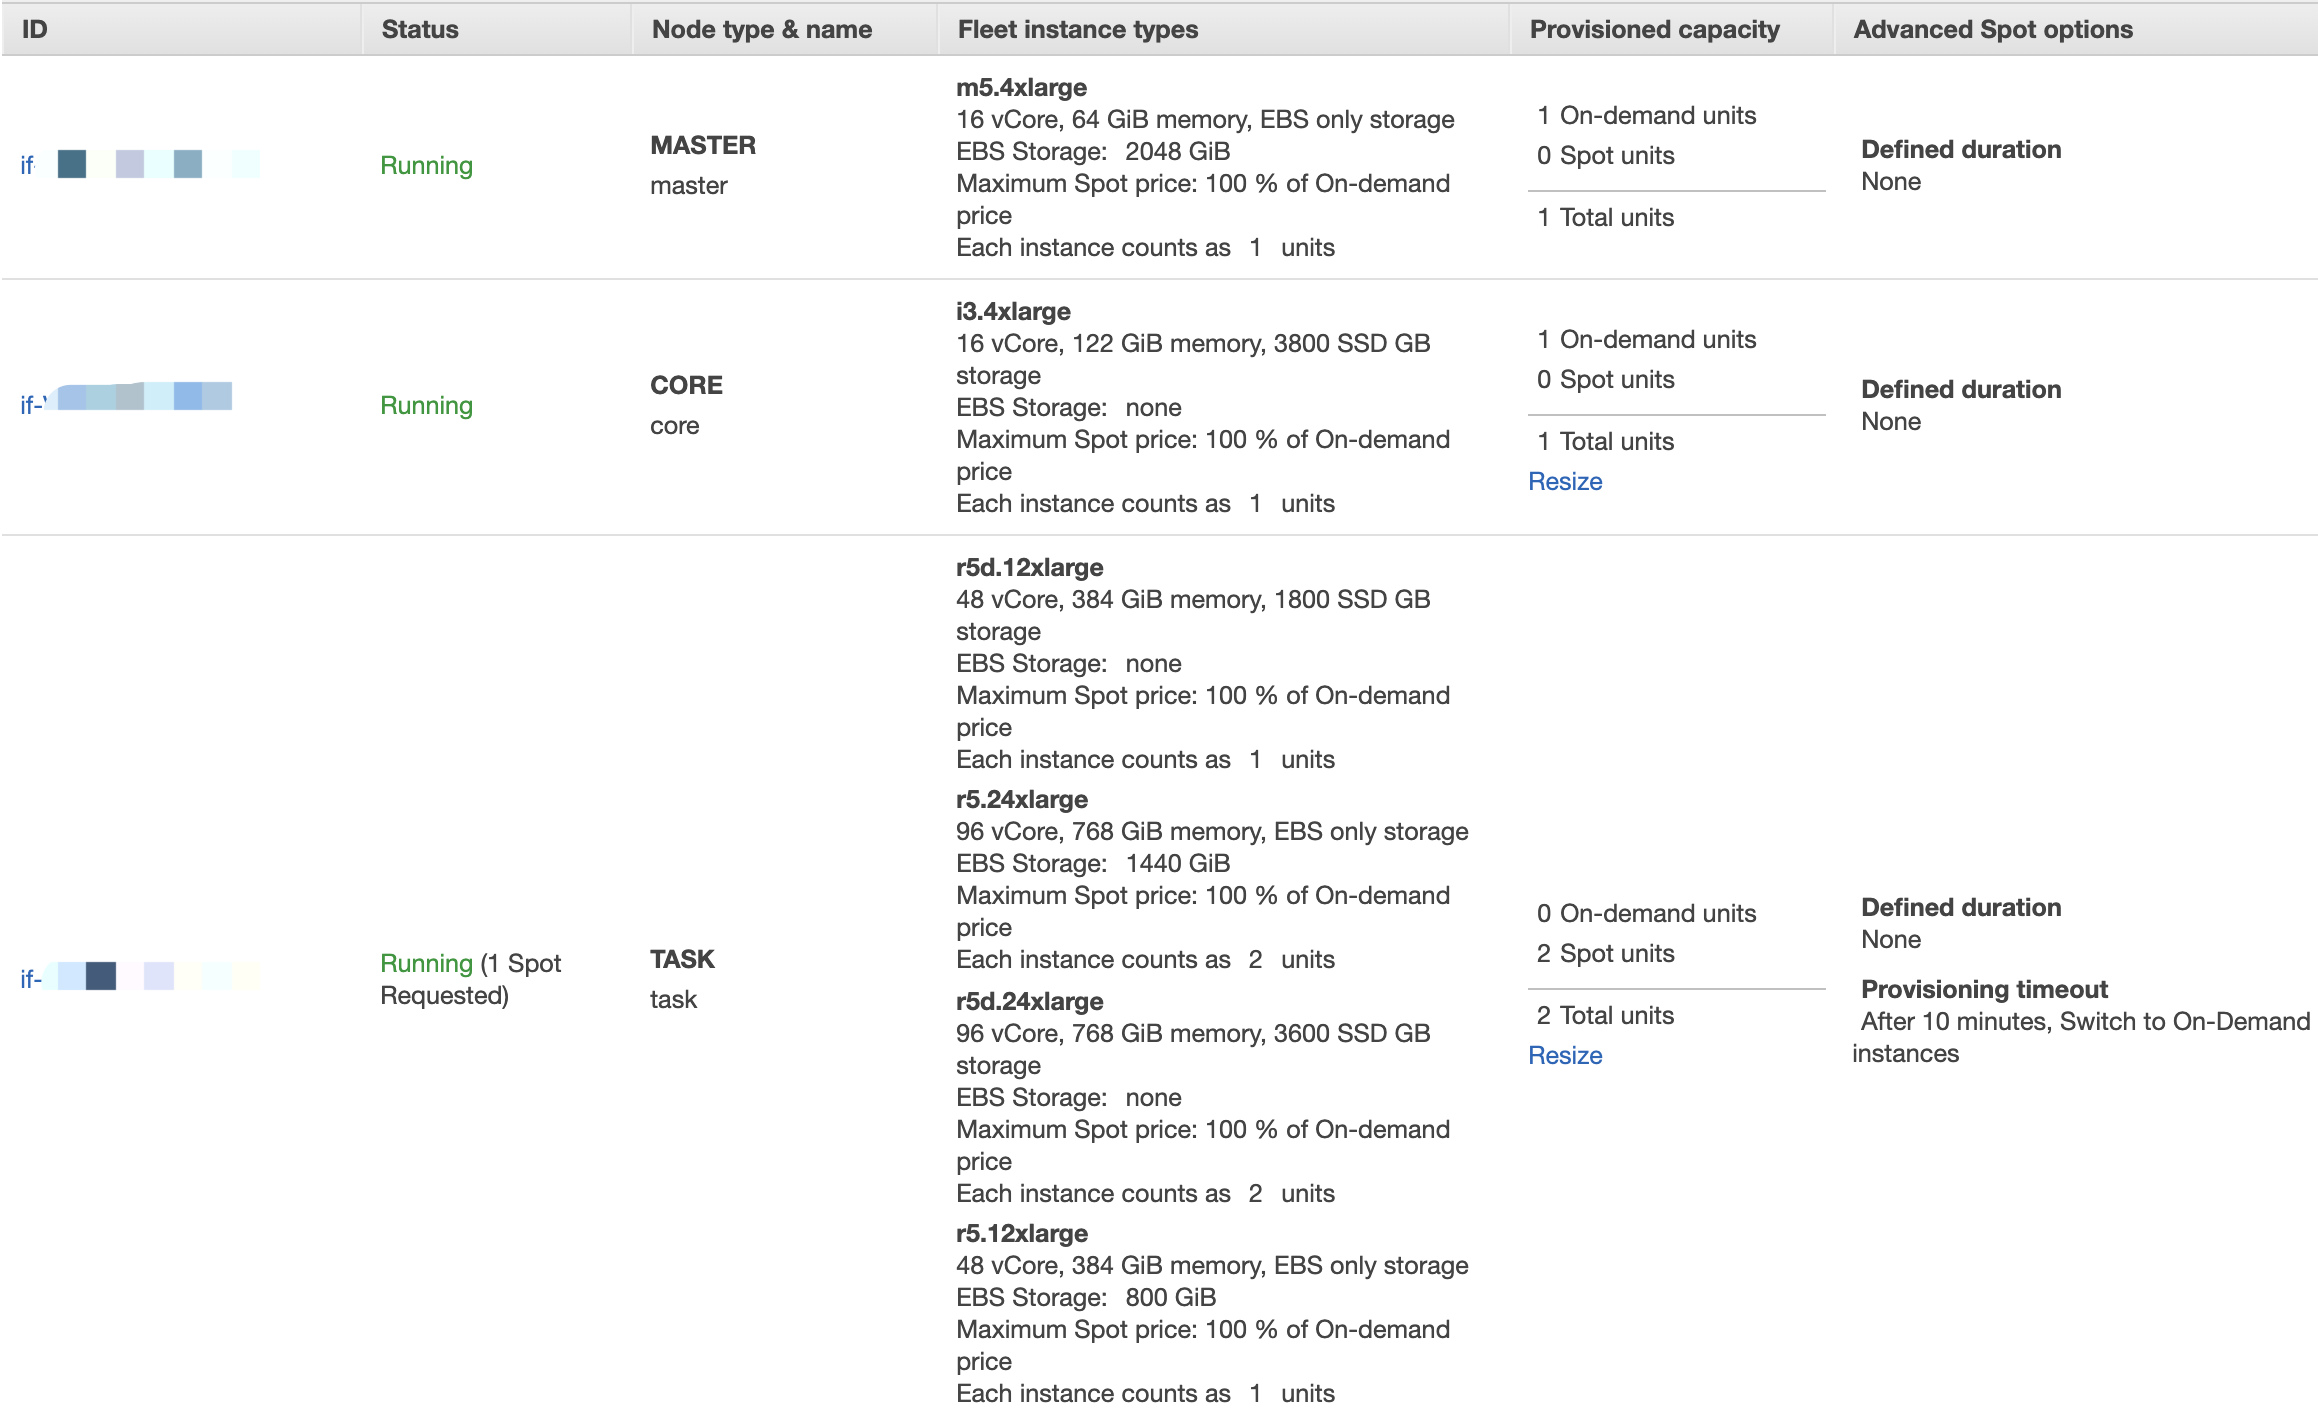 ID Status Node type & name Fleet instance types Provisioned capacity Advanced Spot options
if-
Running
MASTER
master
m5.4xlarge
16 vCore, 64 GiB memory, EBS only storage
EBS Storage: 2048 GiB
Maximum Spot price: 100 % of On-demand
price
Each instance counts as 1 units
1 On-demand units
0 Spot units
1 Total units
Defined duration
None
if-
Running
CORE
core
i3.4xlarge
16 vCore, 122 GiB memory, 3800 SSD GB
storage
EBS Storage: none
Maximum Spot price: 100 % of On-demand
price
Each instance counts as 1 units
1 On-demand units
0 Spot units
1 Total units
Resize
Defined duration
None
if-
Running (1 Spot
Requested)
TASK
task
r5d.12xlarge
48 vCore, 384 GiB memory, 1800 SSD GB
storage
EBS Storage: none
Maximum Spot price: 100 % of On-demand
price
Each instance counts as 1 units
r5.24xlarge
96 vCore, 768 GiB memory, EBS only storage
EBS Storage: 1440 GiB
Maximum Spot price: 100 % of On-demand
price
Each instance counts as 2 units
r5d.24xlarge
96 vCore, 768 GiB memory, 3600 SSD GB
storage
EBS Storage: none
Maximum Spot price: 100 % of On-demand
price
Each instance counts as 2 units
r5.12xlarge
48 vCore, 384 GiB memory, EBS only storage
EBS Storage: 800 GiB
Maximum Spot price: 100 % of On-demand
price
Each instance counts as 1 units
0 On-demand units
2 Spot units
2 Total units
Resize
Defined duration
None
Provisioning timeout
After 10 minutes, Switch to On-Demand
instances